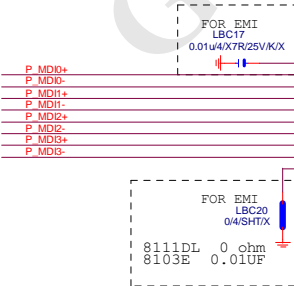 FOR EMI
LBC17
0.01u/4/X7R/25V/K/X
P_MDI0+
P_MDI0-
P_MDI1+
P_MDI1-
P_MDI2+
P_MDI2-
P_MDI3+
P_MDI3-
FOR EMI
LBC20
0/4/SHT/X
8111DL 0 ohm
8103E 0.01UF